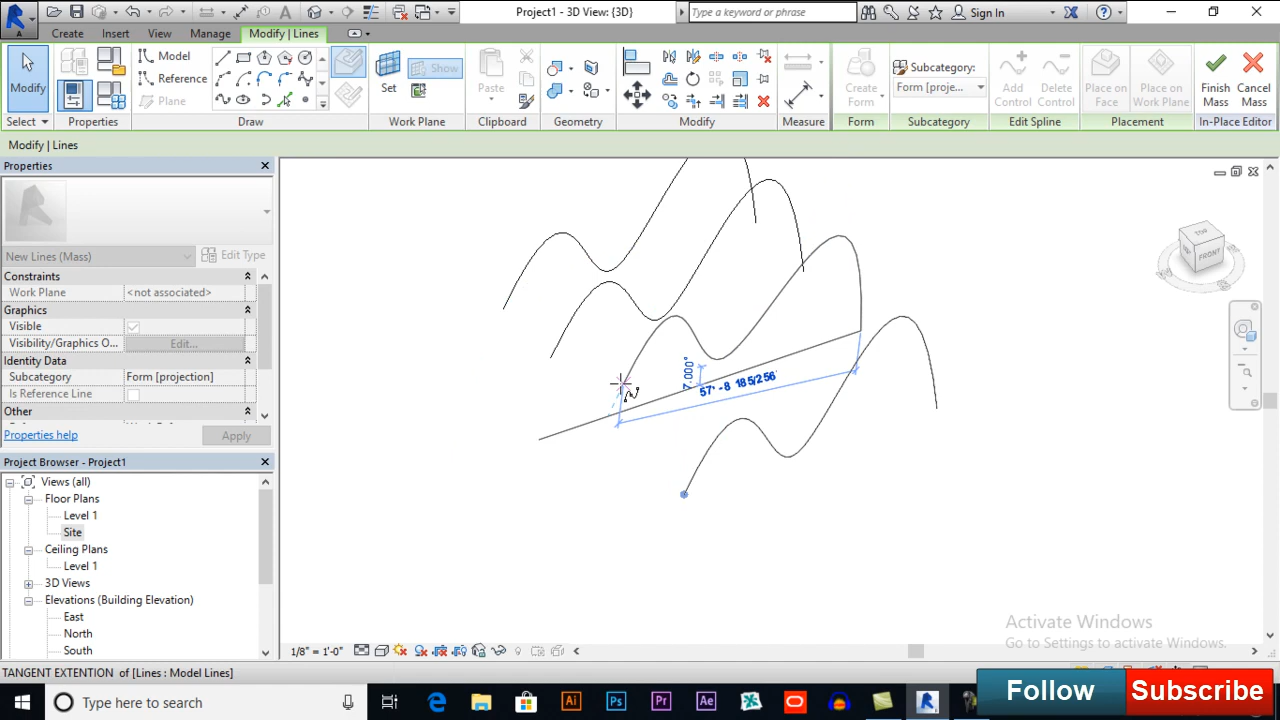 Project1 - 3D View: {3D}
Type a keyword or phrase
Sign In
Create
Insert
View
Manage
Modify | Lines
Modify
Select
Properties
Model
Reference
Plane
Draw
Set
Show
Work Plane
Paste
Clipboard
Geometry
Modify
Measure
Create
Form
Form
Subcategory:
Form [proje...
Subcategory
Add
Control
Delete
Control
Edit Spline
Place on
Face
Place on
Work Plane
Placement
Finish
Mass
Cancel
Mass
In-Place Editor
Modify | Lines
Properties
New Lines (Mass)
Edit Type
Constraints
Work Plane
<not associated>
Graphics
Visible
Visibility/Graphics O...
Edit...
Identity Data
Subcategory
Form [projection]
Is Reference Line
Other
Properties help
Apply
Project Browser - Project1
Views (all)
Floor Plans
Level 1
Site
Ceiling Plans
Level 1
3D Views
Elevations (Building Elevation)
East
North
South
7.000°
57' - 8 185/256
TOP
FRONT
Activate Windows
Go to Settings to activate Windows.
1/8" = 1'-0"
TANGENT EXTENTION of [Lines : Model Lines]
Follow
Subscribe
Type here to search